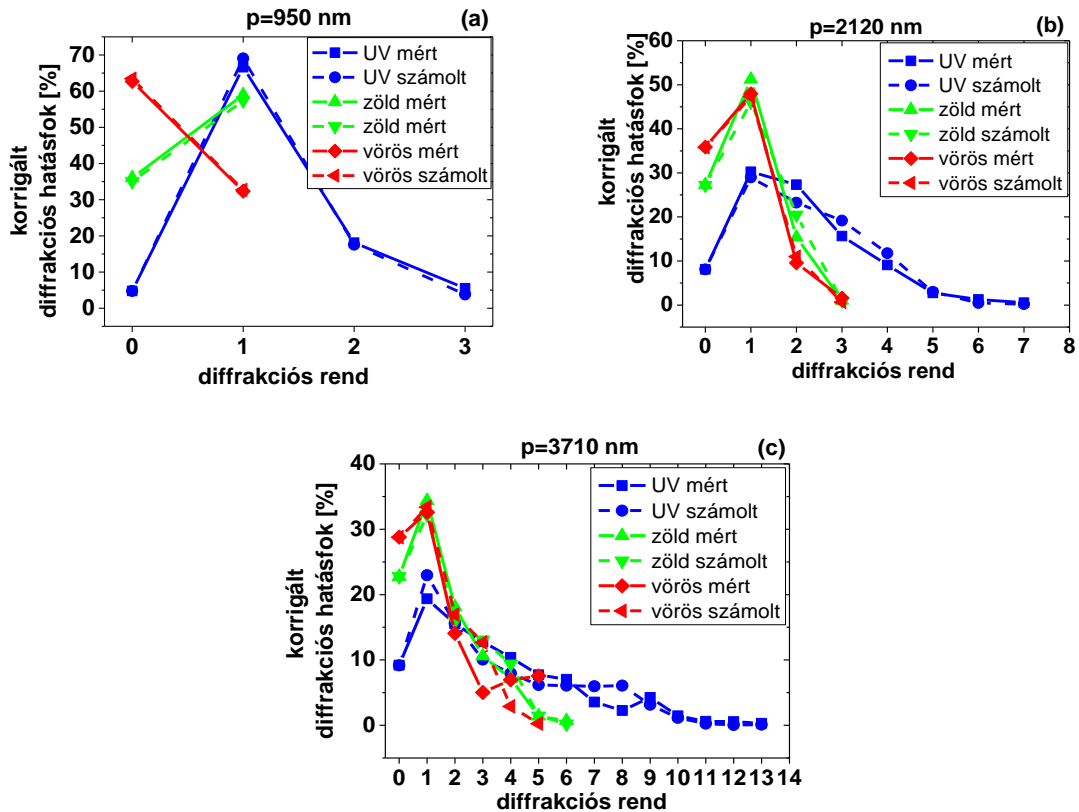 p=950 nm
(a)
korrigált
diffrakciós hatásfok [%]
70
60
50
40
30
20
10
0
UV mért
UV számolt
zöld mért
zöld mért
vörös mért
vörös számolt
0 1 2 3
diffrakciós rend
p=2120 nm
(b)
korrigált
diffrakciós hatásfok [%]
60
50
40
30
20
10
0
UV mért
UV számolt
zöld mért
zöld számolt
vörös mért
vörös számolt
0 1 2 3 4 5 6 7 8
diffrakciós rend
p=3710 nm
(c)
korrigált
diffrakciós hatásfok [%]
40
30
20
10
0
UV mért
UV számolt
zöld mért
zöld számolt
vörös mért
vörös számolt
0 1 2 3 4 5 6 7 8 9 10 11 12 13 14
diffrakciós rend